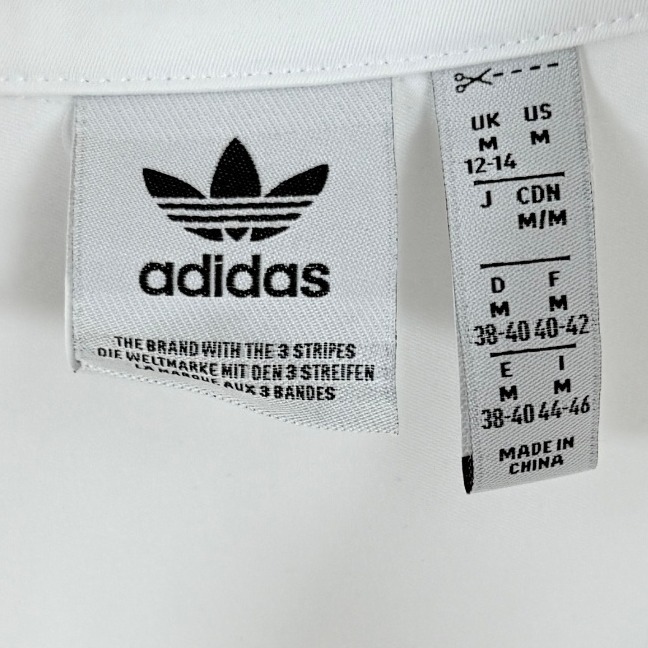 adidas
THE BRAND WITH THE 3 STRIPES
DIE WELTMARKE MIT DEN 3 STREIFEN
LA MARQUE AUX 3 BANDES
UK US
M M
12-14
J CDN
M/M
D F
M M
38-40 40-42
E I
M M
38-40 44-46
MADE IN
CHINA